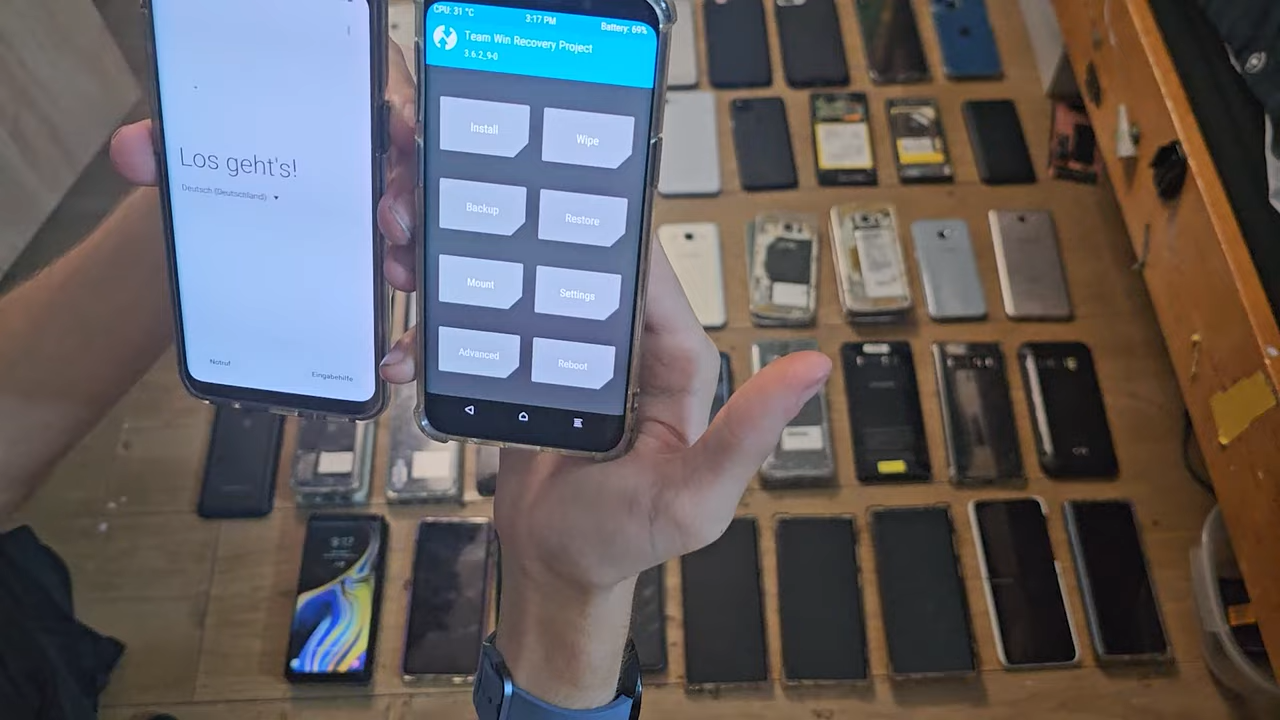 Los geht's!
Deutsch (Deutschland)
Notruf
Eingabehilfe
CPU: 31 °C
3:17 PM
Battery: 69%
Team Win Recovery Project
3.6.2_9-0
Install
Wipe
Backup
Restore
Mount
Settings
Advanced
Reboot